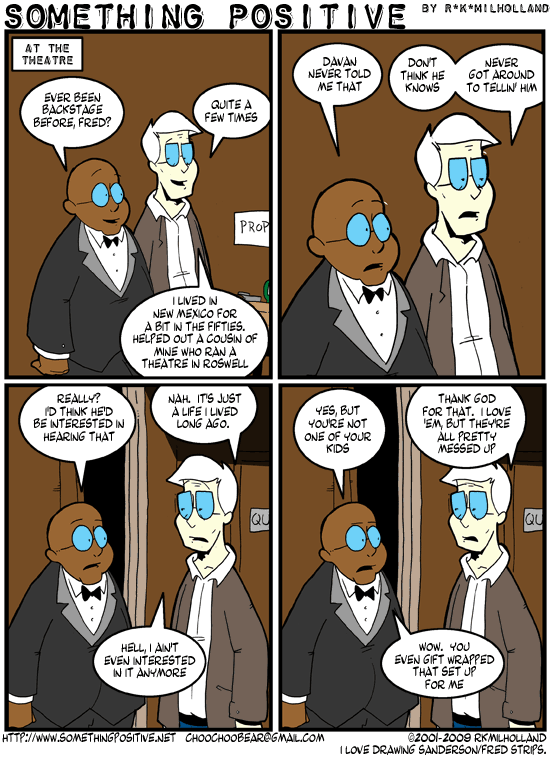 SOMETHING POSITIVE BY R*K*MILHOLLAND
AT THE
THEATRE
EVER BEEN
BACKSTAGE
BEFORE, FRED?
QUITE A
FEW TIMES
PROP
I LIVED IN
NEW MEXICO FOR
A BIT IN THE FIFTIES.
HELPED OUT A COUSIN OF
MINE WHO RAN A
THEATRE IN ROSWELL
DAVAN
NEVER TOLD
ME THAT
DON'T
THINK HE
KNOWS
NEVER
GOT AROUND
TO TELLIN' HIM
REALLY?
I'D THINK HE'D
BE INTERESTED IN
HEARING THAT
NAH. IT'S JUST
A LIFE I LIVED
LONG AGO.
QU
HELL, I AIN'T
EVEN INTERESTED
IN IT ANYMORE
YES, BUT
YOU'RE NOT
ONE OF YOUR
KIDS
THANK GOD
FOR THAT. I LOVE
'EM, BUT THEY'RE
ALL PRETTY
MESSED UP
QU
WOW. YOU
EVEN GIFT WRAPPED
THAT SET UP
FOR ME
HTTP://WWW.SOMETHINGPOSITIVE.NET CHOOCHOOBEAR@GMAIL.COM ©2001-2009 RKMILHOLLAND
I LOVE DRAWING SANDERSON/FRED STRIPS.